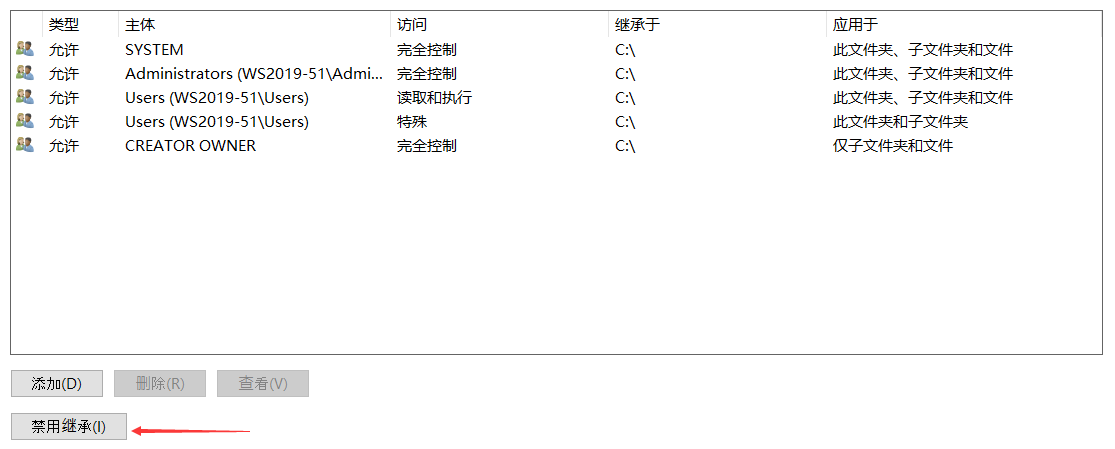 类型 主体 访问 继承于 应用于
允许 SYSTEM 完全控制 C:\ 此文件夹、子文件夹和文件
允许 Administrators (WS2019-51\Admi... 完全控制 C:\ 此文件夹、子文件夹和文件
允许 Users (WS2019-51\Users) 读取和执行 C:\ 此文件夹、子文件夹和文件
允许 Users (WS2019-51\Users) 特殊 C:\ 此文件夹和子文件夹
允许 CREATOR OWNER 完全控制 C:\ 仅子文件夹和文件
添加(D) 删除(R) 查看(V)
禁用继承(I)